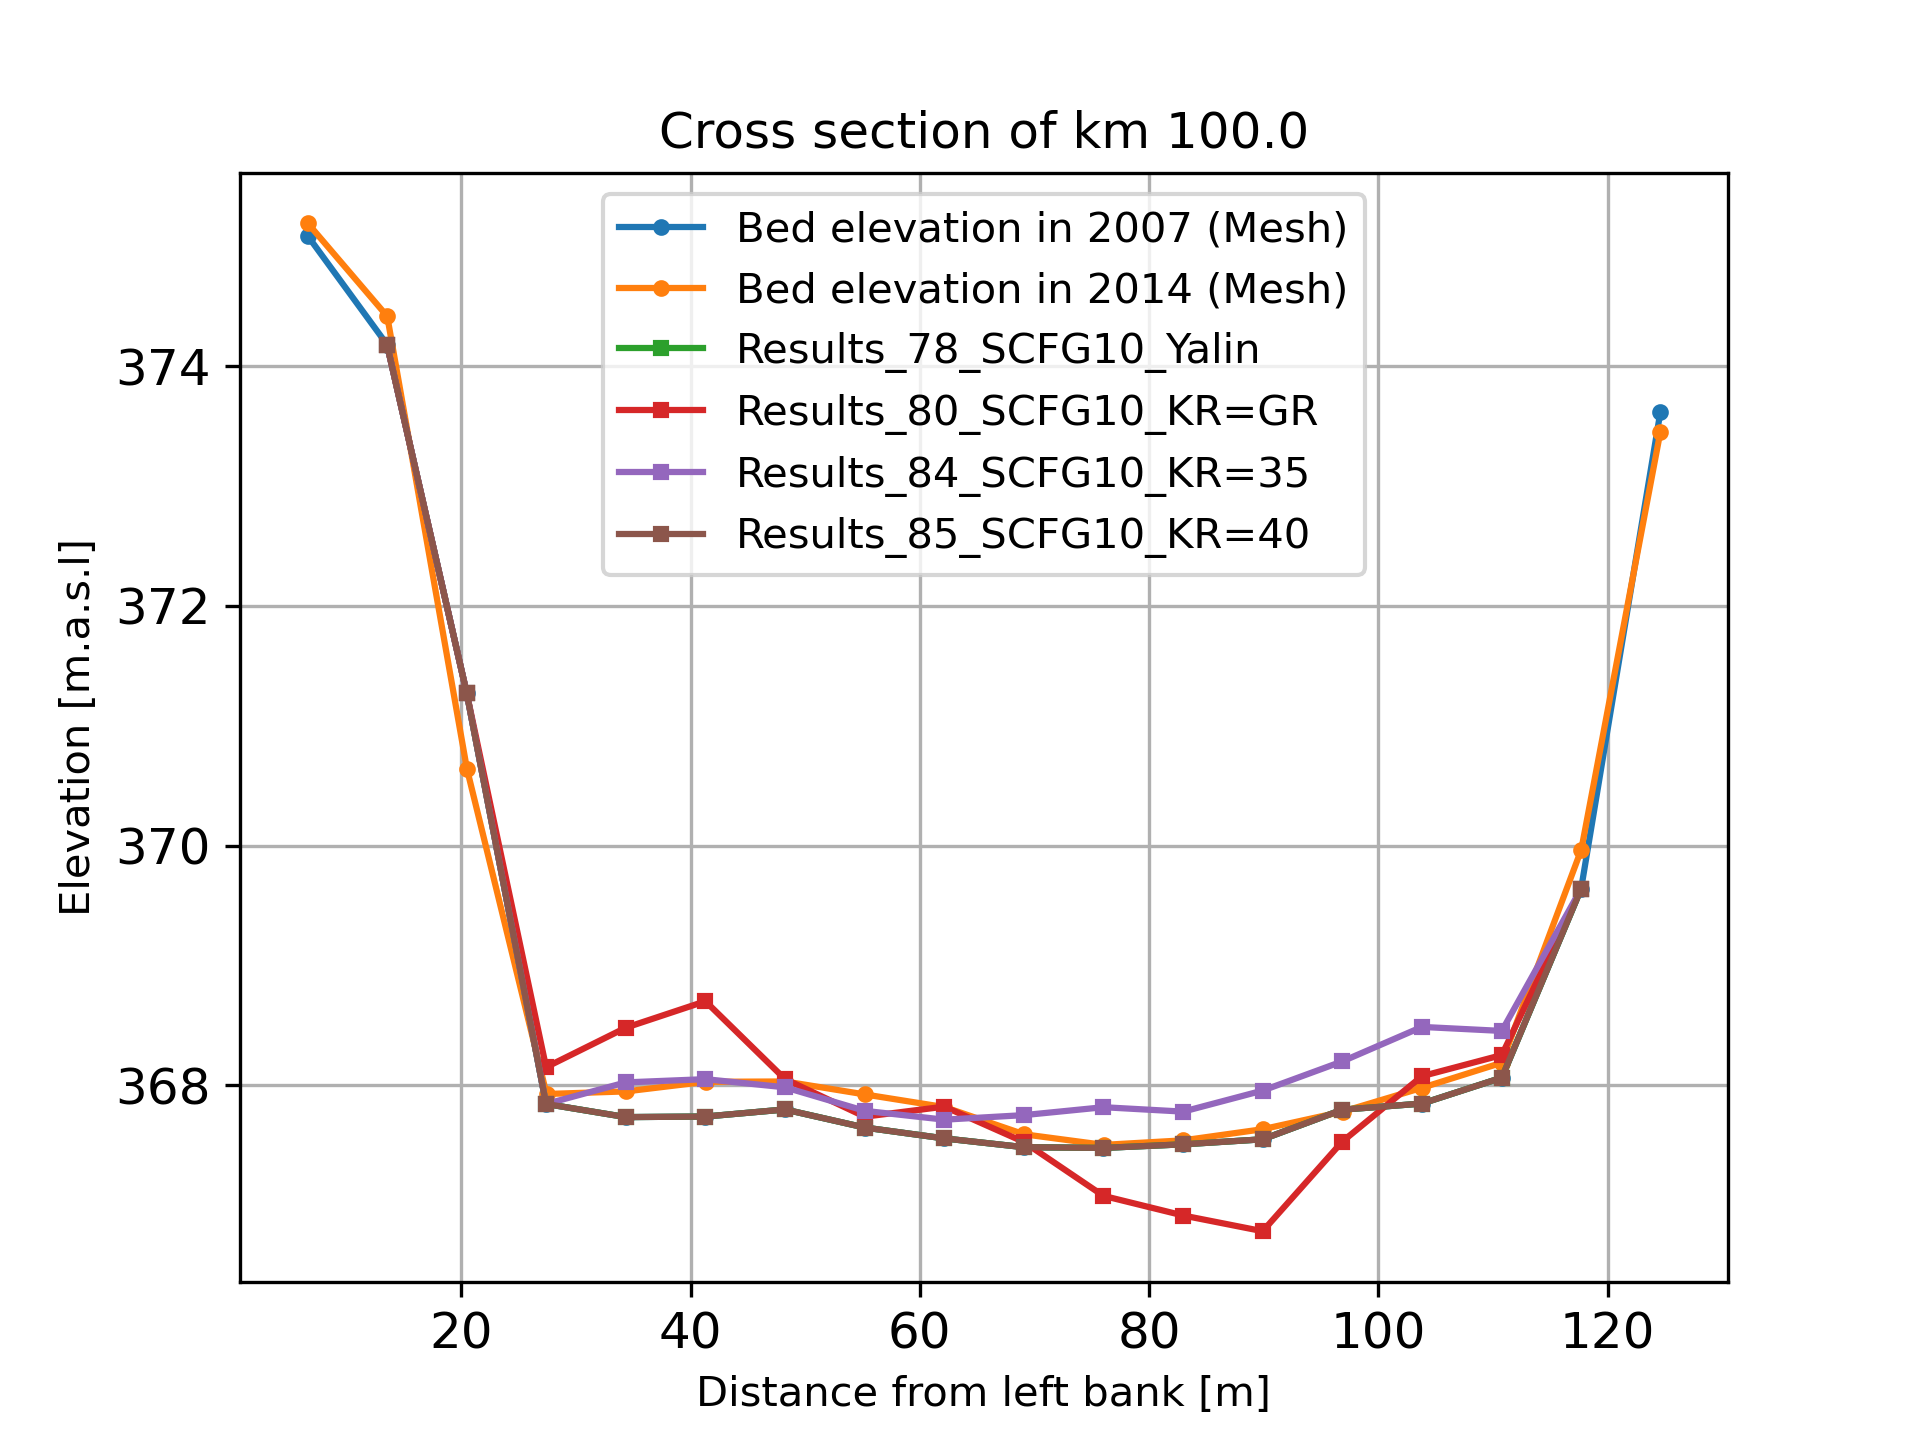 Cross section of km 100.0
Bed elevation in 2007 (Mesh)
Bed elevation in 2014 (Mesh)
Results_78_SCFG10_Yalin
Results_80_SCFG10_KR=GR
Results_84_SCFG10_KR=35
Results_85_SCFG10_KR=40
374
372
370
368
Elevation [m.a.s.l]
20 40 60 80 100 120
Distance from left bank [m]